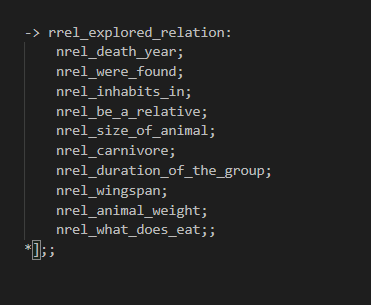 -> rrel_explored_relation:
nrel_death_year;
nrel_were_found;
nrel_inhabits_in;
nrel_be_a_relative;
nrel_size_of_animal;
nrel_carnivore;
nrel_duration_of_the_group;
nrel_wingspan;
nrel_animal_weight;
nrel_what_does_eat;;
*];;